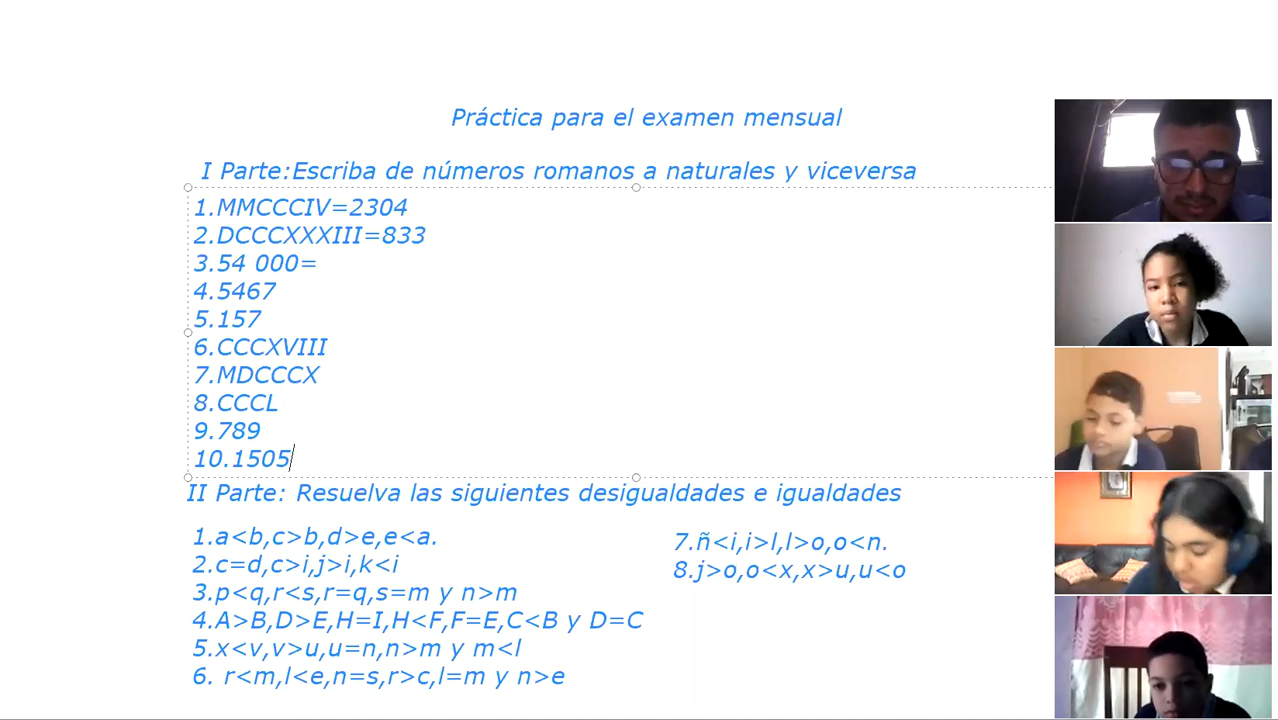 Práctica para el examen mensual
I Parte:Escriba de números romanos a naturales y viceversa
1.MMCCCIV=2304
2.DCCCXXXIII=833
3.54 000=
4.5467
5.157
6.CCCXVIII
7.MDCCCX
8.CCCL
9.789
10.1505
II Parte: Resuelva las siguientes desigualdades e igualdades
1.a<b,c>b,d>e,e<a.
2.c=d,c>i,j>i,k<i
3.p<q,r<s,r=q,s=m y n>m
4.A>B,D>E,H=I,H<F,F=E,C<B y D=C
5.x<v,v>u,u=n,n>m y m<l
6. r<m,l<e,n=s,r>c,l=m y n>e
7.ñ<i,i>l,l>o,o<n.
8.j>o,o<x,x>u,u<o